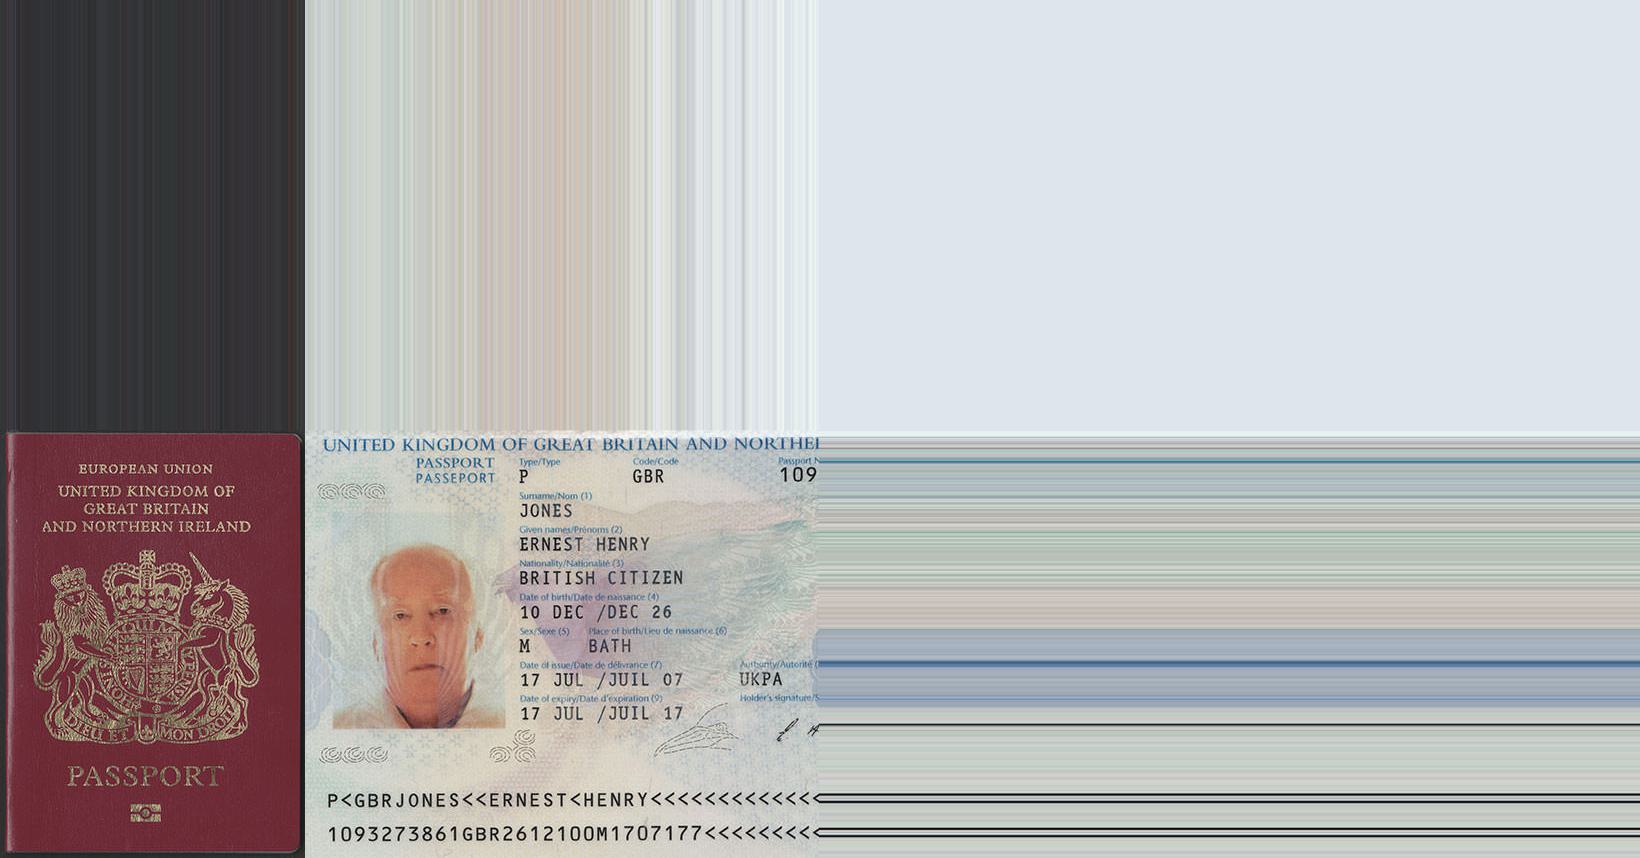 EUROPEAN UNION
UNITED KINGDOM OF
GREAT BRITAIN
AND NORTHERN IRELAND
DIEU ET MON DROIT
PASSPORT
UNITED KINGDOM OF GREAT BRITAIN AND NORTHE
PASSPORT
PASSEPORT
Type/Type Code/Code Passport
P GBR 109
Surname/Nom (1)
JONES
Given names/Prénoms (2)
ERNEST HENRY
Nationality/Nationalité (3)
BRITISH CITIZEN
Date of birth/Date de naissance (4)
10 DEC /DEC 26
Sex/Sexe (5) Place of birth/Lieu de naissance (6)
M BATH
Date of issue/Date de délivrance (7) Authority/Autorité
17 JUL /JUIL 07 UKPA
Date of expiry/Date d'expiration (9) Holder's signature/
17 JUL /JUIL 17
P<GBRJONES<<ERNEST<HENRY<<<<<<<<<<<<<
1093273861GBR2612100M1707177<<<<<<<<